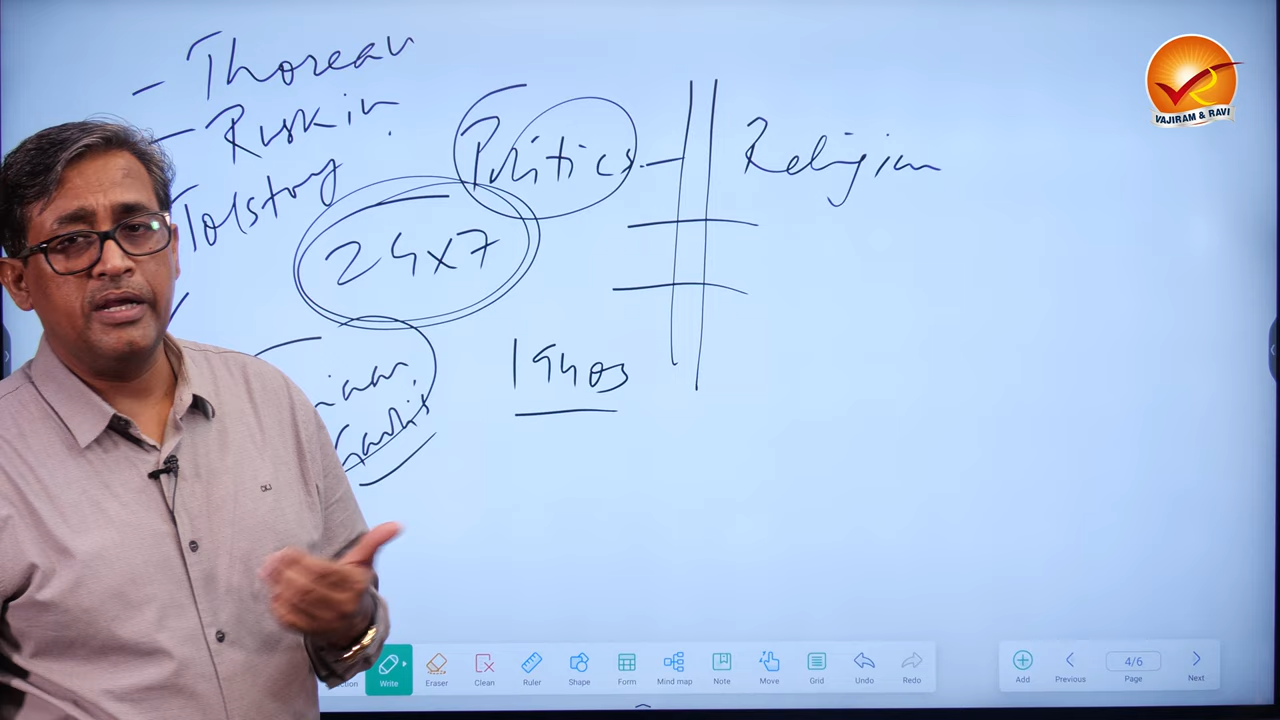 - Thoreau
- Ruskin
Tolstoy
Politics - || Religion
24x7
1940s
VAJIRAM & RAVI
Write
Eraser
Clean
Ruler
Shape
Form
Mind map
Note
Move
Grid
Undo
Redo
Add
Previous
4/6
Page
Next